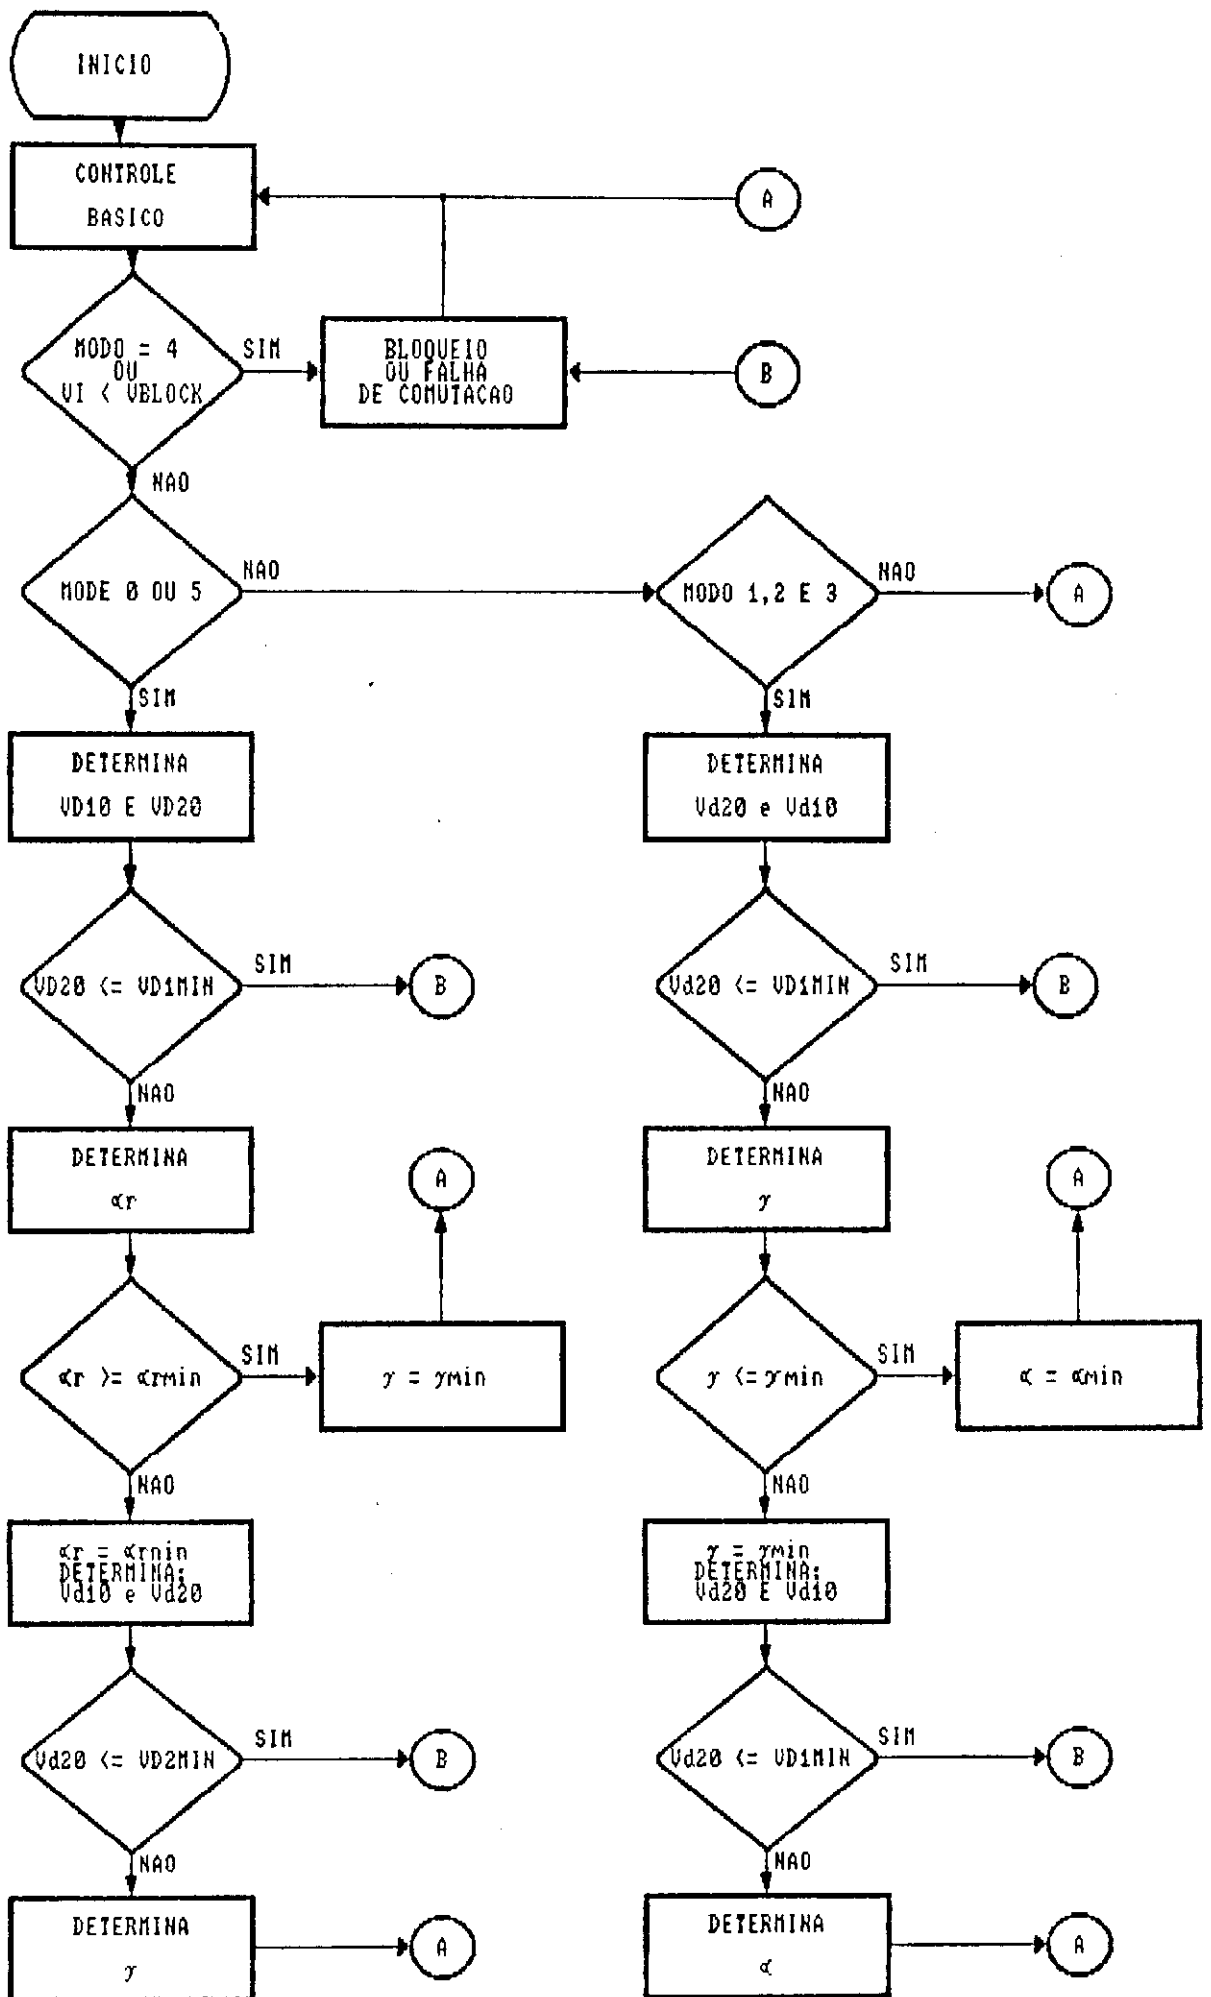 INICIO
CONTROLE
BASICO
A
MODO = 4
OU
VI < VBLOCK
SIM
BLOQUEIO
OU FALHA
DE COMUTACAO
B
NAO
MODE 0 OU 5
NAO
MODO 1,2 E 3
NAO
A
SIM
SIM
DETERMINA
VD10 E VD20
DETERMINA
Vd20 e Vd10
VD20 <= VD1MIN
SIM
B
Vd20 <= VD1MIN
SIM
B
NAO
NAO
DETERMINA
αr
A
DETERMINA
γ
A
αr >= αrmin
SIM
γ = γmin
γ <= γmin
SIM
α = αmin
NAO
NAO
αr = αrmin
DETERMINA:
Vd10 e Vd20
γ = γmin
DETERMINA:
Vd20 E Vd10
Vd20 <= VD2MIN
SIM
B
Vd20 <= VD1MIN
SIM
B
NAO
NAO
DETERMINA
γ
A
DETERMINA
α
A